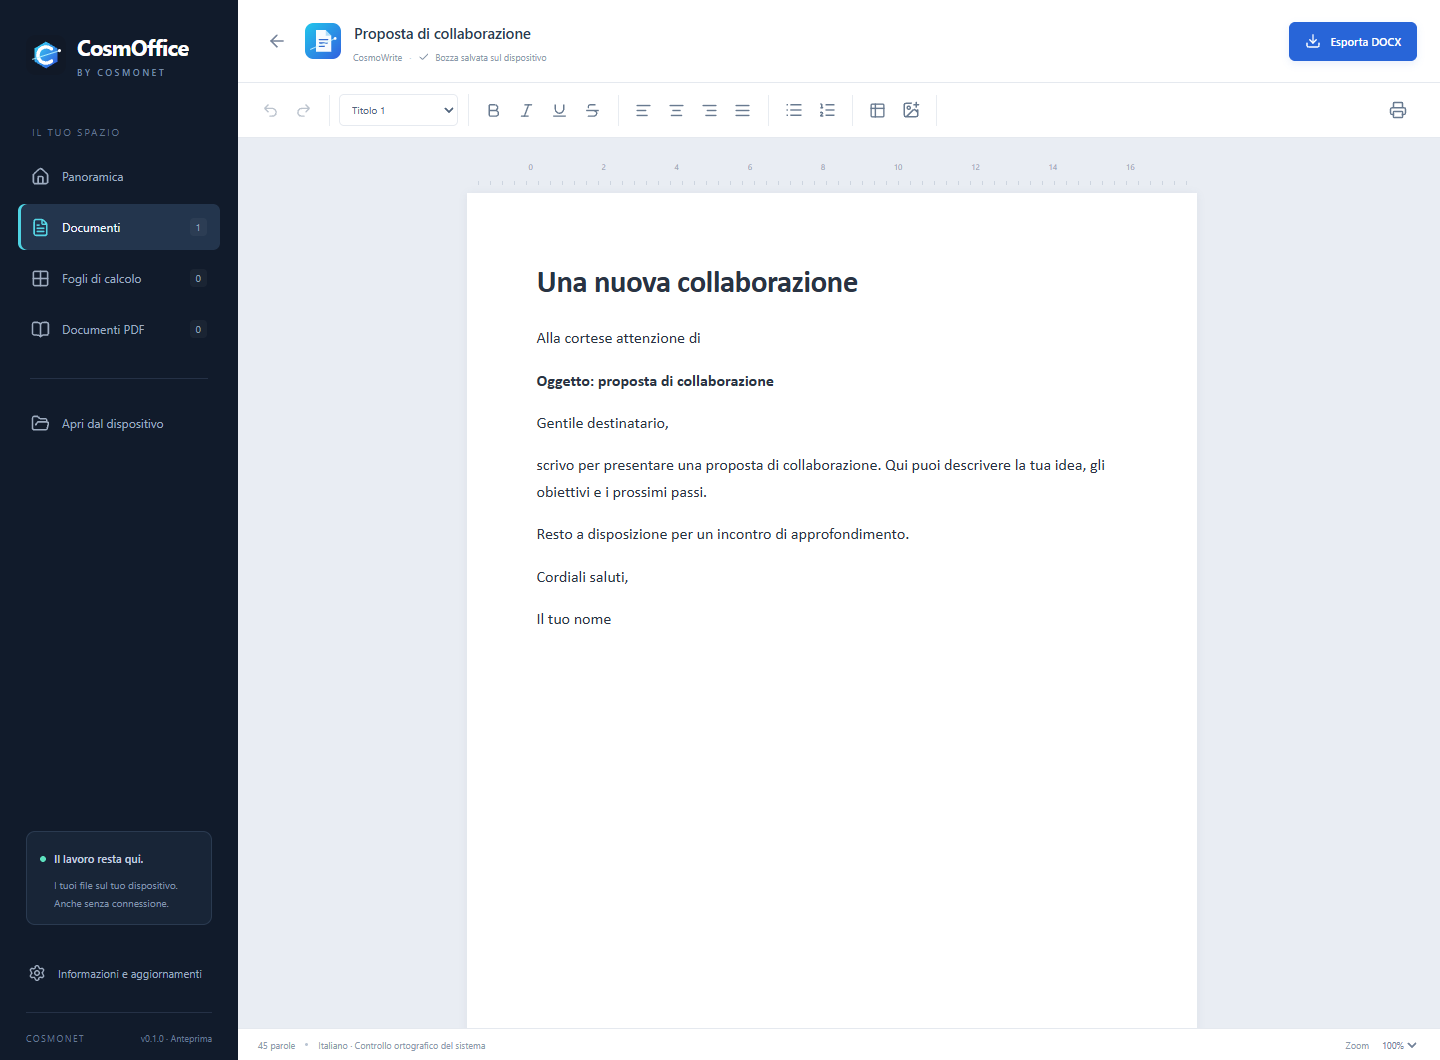 CosmOffice
BY COSMONET
IL TUO SPAZIO
Panoramica
Documenti 1
Fogli di calcolo 0
Documenti PDF 0
Apri dal dispositivo
Il lavoro resta qui.
I tuoi file sul tuo dispositivo.
Anche senza connessione.
Informazioni e aggiornamenti
COSMONET v0.1.0 · Anteprima
Proposta di collaborazione
CosmoWrite · Bozza salvata sul dispositivo
Esporta DOCX
Titolo 1
0 2 4 6 8 10 12 14 16
Una nuova collaborazione
Alla cortese attenzione di
Oggetto: proposta di collaborazione
Gentile destinatario,
scrivo per presentare una proposta di collaborazione. Qui puoi descrivere la tua idea, gli
obiettivi e i prossimi passi.
Resto a disposizione per un incontro di approfondimento.
Cordiali saluti,
Il tuo nome
45 parole • Italiano · Controllo ortografico del sistema
Zoom 100%